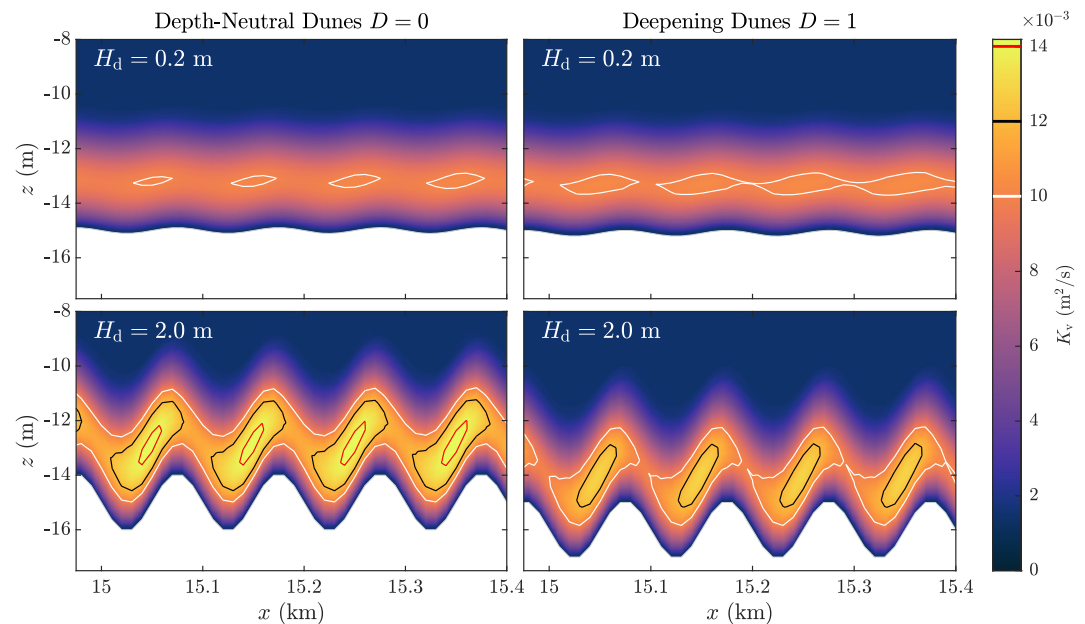 Depth-Neutral Dunes D = 0
Deepening Dunes D = 1
×10⁻³
H_d = 0.2 m
H_d = 0.2 m
-8
-10
-12
-14
-16
z (m)
H_d = 2.0 m
H_d = 2.0 m
-8
-10
-12
-14
-16
z (m)
15
15.1
15.2
15.3
15.4
x (km)
15
15.1
15.2
15.3
15.4
x (km)
14
12
10
8
6
4
2
0
K_v (m²/s)